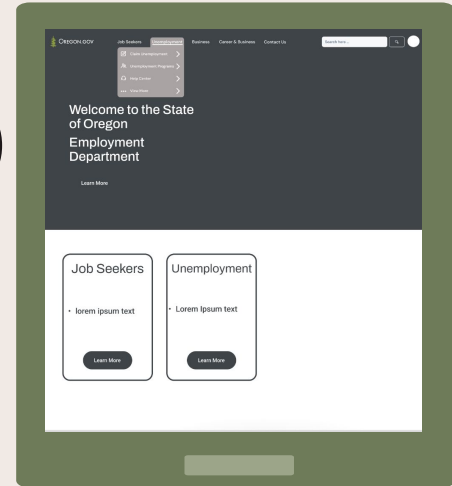 OREGON.GOV
Job Seekers Unemployment Business Career & Business Contact Us Search here...
Claim Unemployment
Unemployment Programs
Help Center
View More
Welcome to the State
of Oregon
Employment
Department
Learn More
Job Seekers
Unemployment
• lorem ipsum text
• Lorem Ipsum text
Learn More
Learn More